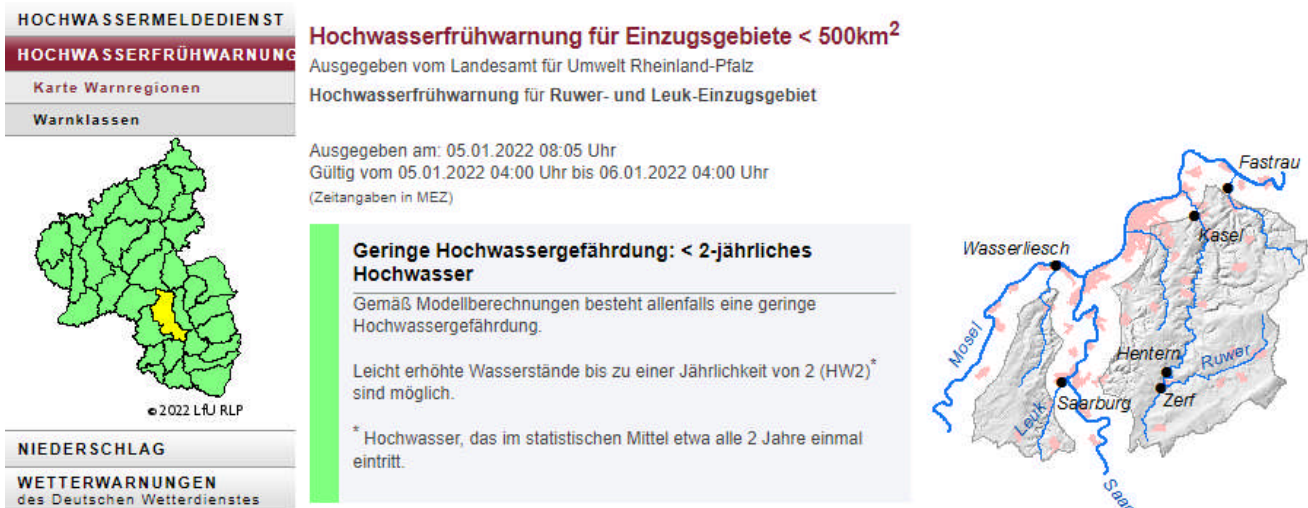 HOCHWASSERMELDEDIENST
HOCHWASSERFRÜHWARNUNG
Karte Warnregionen
Warnklassen
© 2022 LfU RLP
NIEDERSCHLAG
WETTERWARNUNGEN
des Deutschen Wetterdienstes
Hochwasserfrühwarnung für Einzugsgebiete < 500km²
Ausgegeben vom Landesamt für Umwelt Rheinland-Pfalz
Hochwasserfrühwarnung für Ruwer- und Leuk-Einzugsgebiet
Ausgegeben am: 05.01.2022 08:05 Uhr
Gültig vom 05.01.2022 04:00 Uhr bis 06.01.2022 04:00 Uhr
(Zeitangaben in MEZ)
Geringe Hochwassergefährdung: < 2-jährliches
Hochwasser
Gemäß Modellberechnungen besteht allenfalls eine geringe
Hochwassergefährdung.
Leicht erhöhte Wasserstände bis zu einer Jährlichkeit von 2 (HW2)*
sind möglich.
* Hochwasser, das im statistischen Mittel etwa alle 2 Jahre einmal
eintritt.
Fastrau
Kasel
Wasserliesch
Mosel
Hentern
Ruwer
Saarburg
Zerf
Leuk
Saar